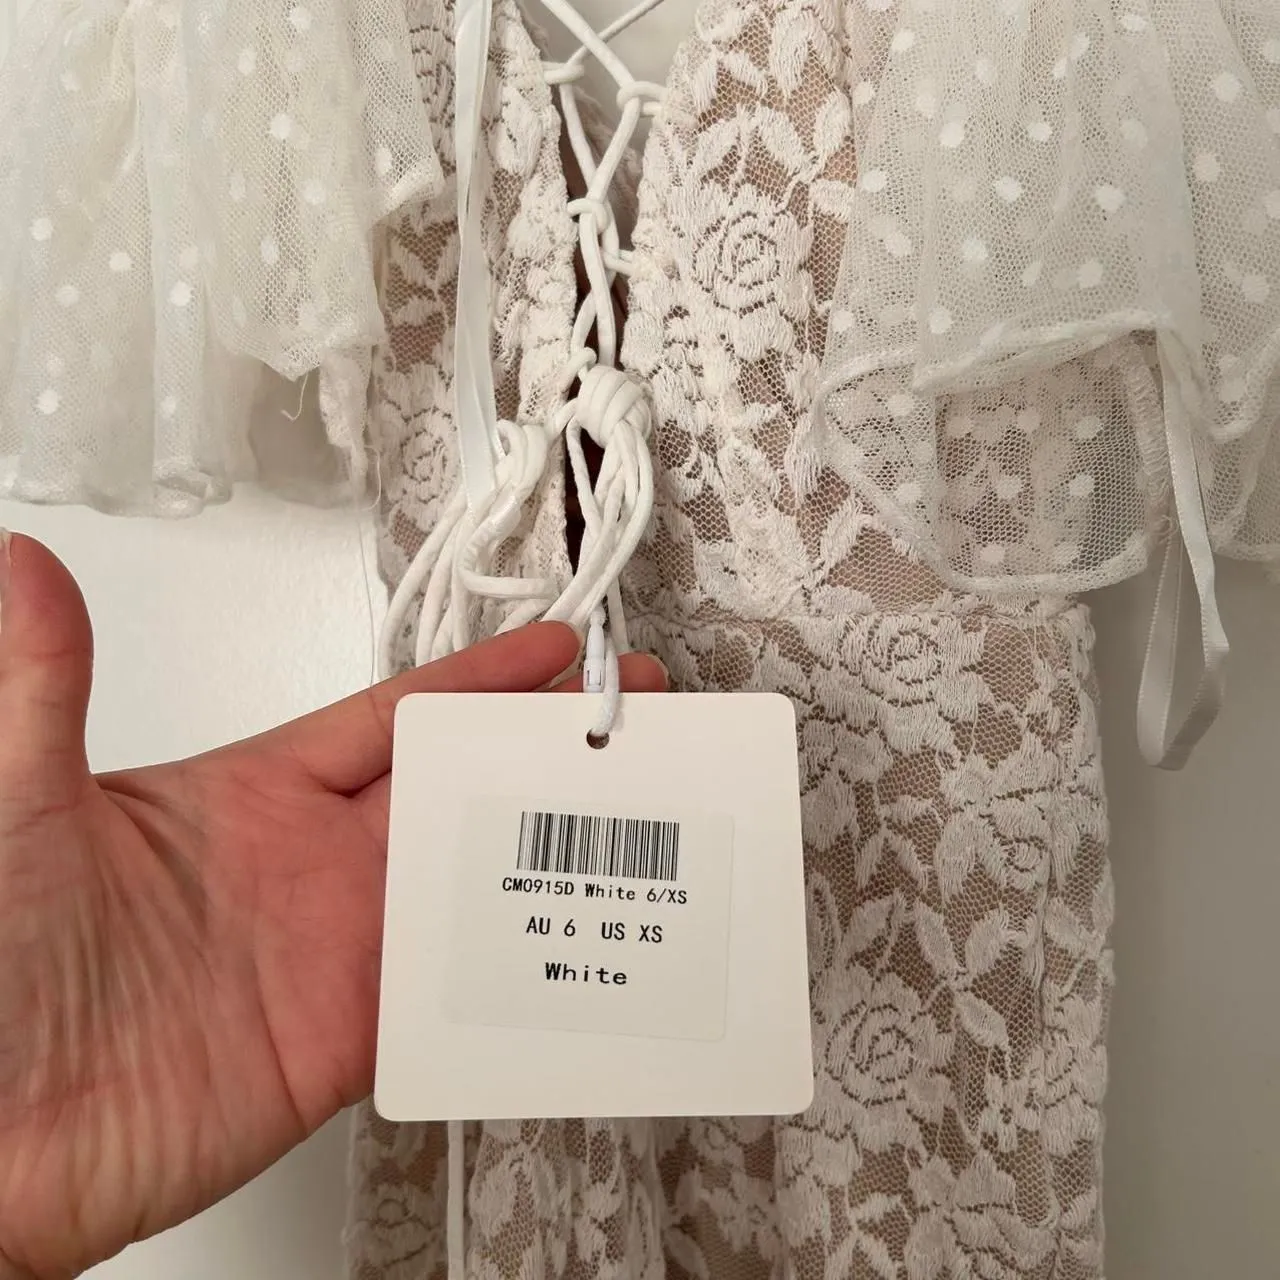 CM0915D White 6/XS
AU 6 US XS
White